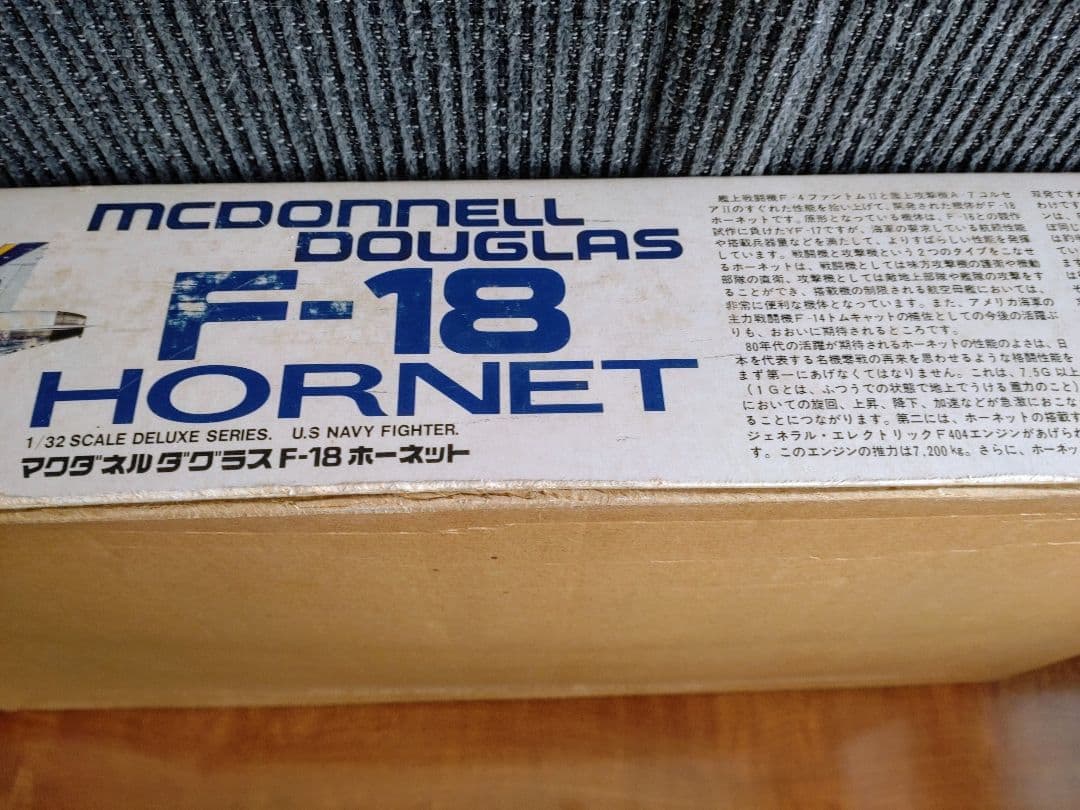 MCDONNELL
DOUGLAS
F-18
HORNET
1/32 SCALE DELUXE SERIES. U.S NAVY FIGHTER.
マクダネルダグラス F-18 ホーネット
艦上戦闘機F-4ファントムIIと艦上攻撃機A-7コルセ
アIIのすぐれた性能を拾い上げて、開発された機体がF-18
ホーネットです。原形となっている機体は、F-16との競作
試作に負けたYF-17ですが、海軍の要求している航続性能
や搭載兵器量などを満たして、よりすばらしい性能を発揮
しています。戦闘機と攻撃機という2つのタイプをこなせ
るホーネットは、戦闘機としては味方攻撃機の護衛や機動
部隊の直衛、攻撃機としては敵地上部隊や艦隊の攻撃をす
ることができ、搭載機の制限される航空母艦においては、
非常に便利な機体となっています。また、アメリカ海軍の
主力戦闘機F-14トムキャットの補佐としての今後の活躍ぶ
りも、おおいに期待されるところです。
80年代の活躍が期待されるホーネットの性能のよさは、日
本を代表する名機零戦の再来を思わせるような格闘性能を
まず第一にあげなくてはなりません。これは、7.5G以上
(1Gとは、ふつうでの状態で地上でうける重力のこと)
においての旋回、上昇、降下、加速などが急激におこな
ることにつながります。第二には、ホーネットの搭載す
ジェネラル・エレクトリックF404エンジンがあげられ
す。このエンジンの推力は7,200kg。さらに、ホーネッ
双発ですが
わけです
ンは、F
は同じ
は約